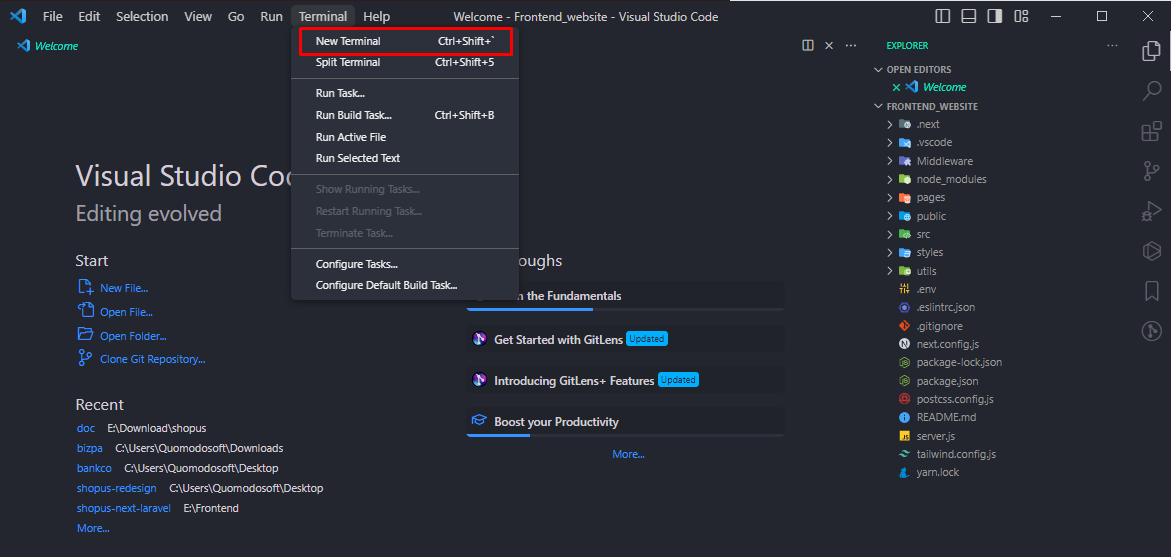 File Edit Selection View Go Run Terminal Help Welcome - Frontend_website - Visual Studio Code
Welcome
New Terminal Ctrl+Shift+`
Split Terminal Ctrl+Shift+5
Run Task...
Run Build Task... Ctrl+Shift+B
Run Active File
Run Selected Text
Show Running Tasks...
Restart Running Task...
Terminate Task...
Configure Tasks...
Configure Default Build Task...
Visual Studio Co
Editing evolved
Start
New File...
Open File...
Open Folder...
Clone Git Repository...
Recent
doc E:\Download\shopus
bizpa C:\Users\Quomodosoft\Downloads
bankco C:\Users\Quomodosoft\Desktop
shopus-redesign C:\Users\Quomodosoft\Desktop
shopus-next-laravel E:\Frontend
More...
oughs
the Fundamentals
Get Started with GitLens Updated
Introducing GitLens+ Features Updated
Boost your Productivity
More...
EXPLORER
OPEN EDITORS
Welcome
FRONTEND_WEBSITE
.next
.vscode
Middleware
node_modules
pages
public
src
styles
utils
.env
.eslintrc.json
.gitignore
next.config.js
package-lock.json
package.json
postcss.config.js
README.md
server.js
tailwind.config.js
yarn.lock